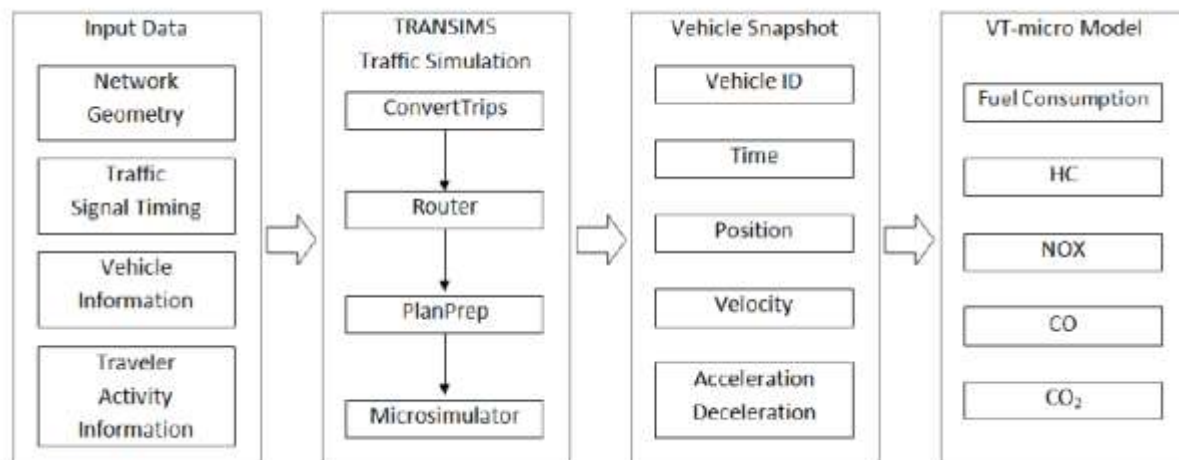 Input Data
Network
Geometry
Traffic
Signal Timing
Vehicle
Information
Traveler
Activity
Information
TRANSIMS
Traffic Simulation
ConvertTrips
Router
PlanPrep
Microsimulator
Vehicle Snapshot
Vehicle ID
Time
Position
Velocity
Acceleration
Deceleration
VT-micro Model
Fuel Consumption
HC
NOX
CO
CO₂